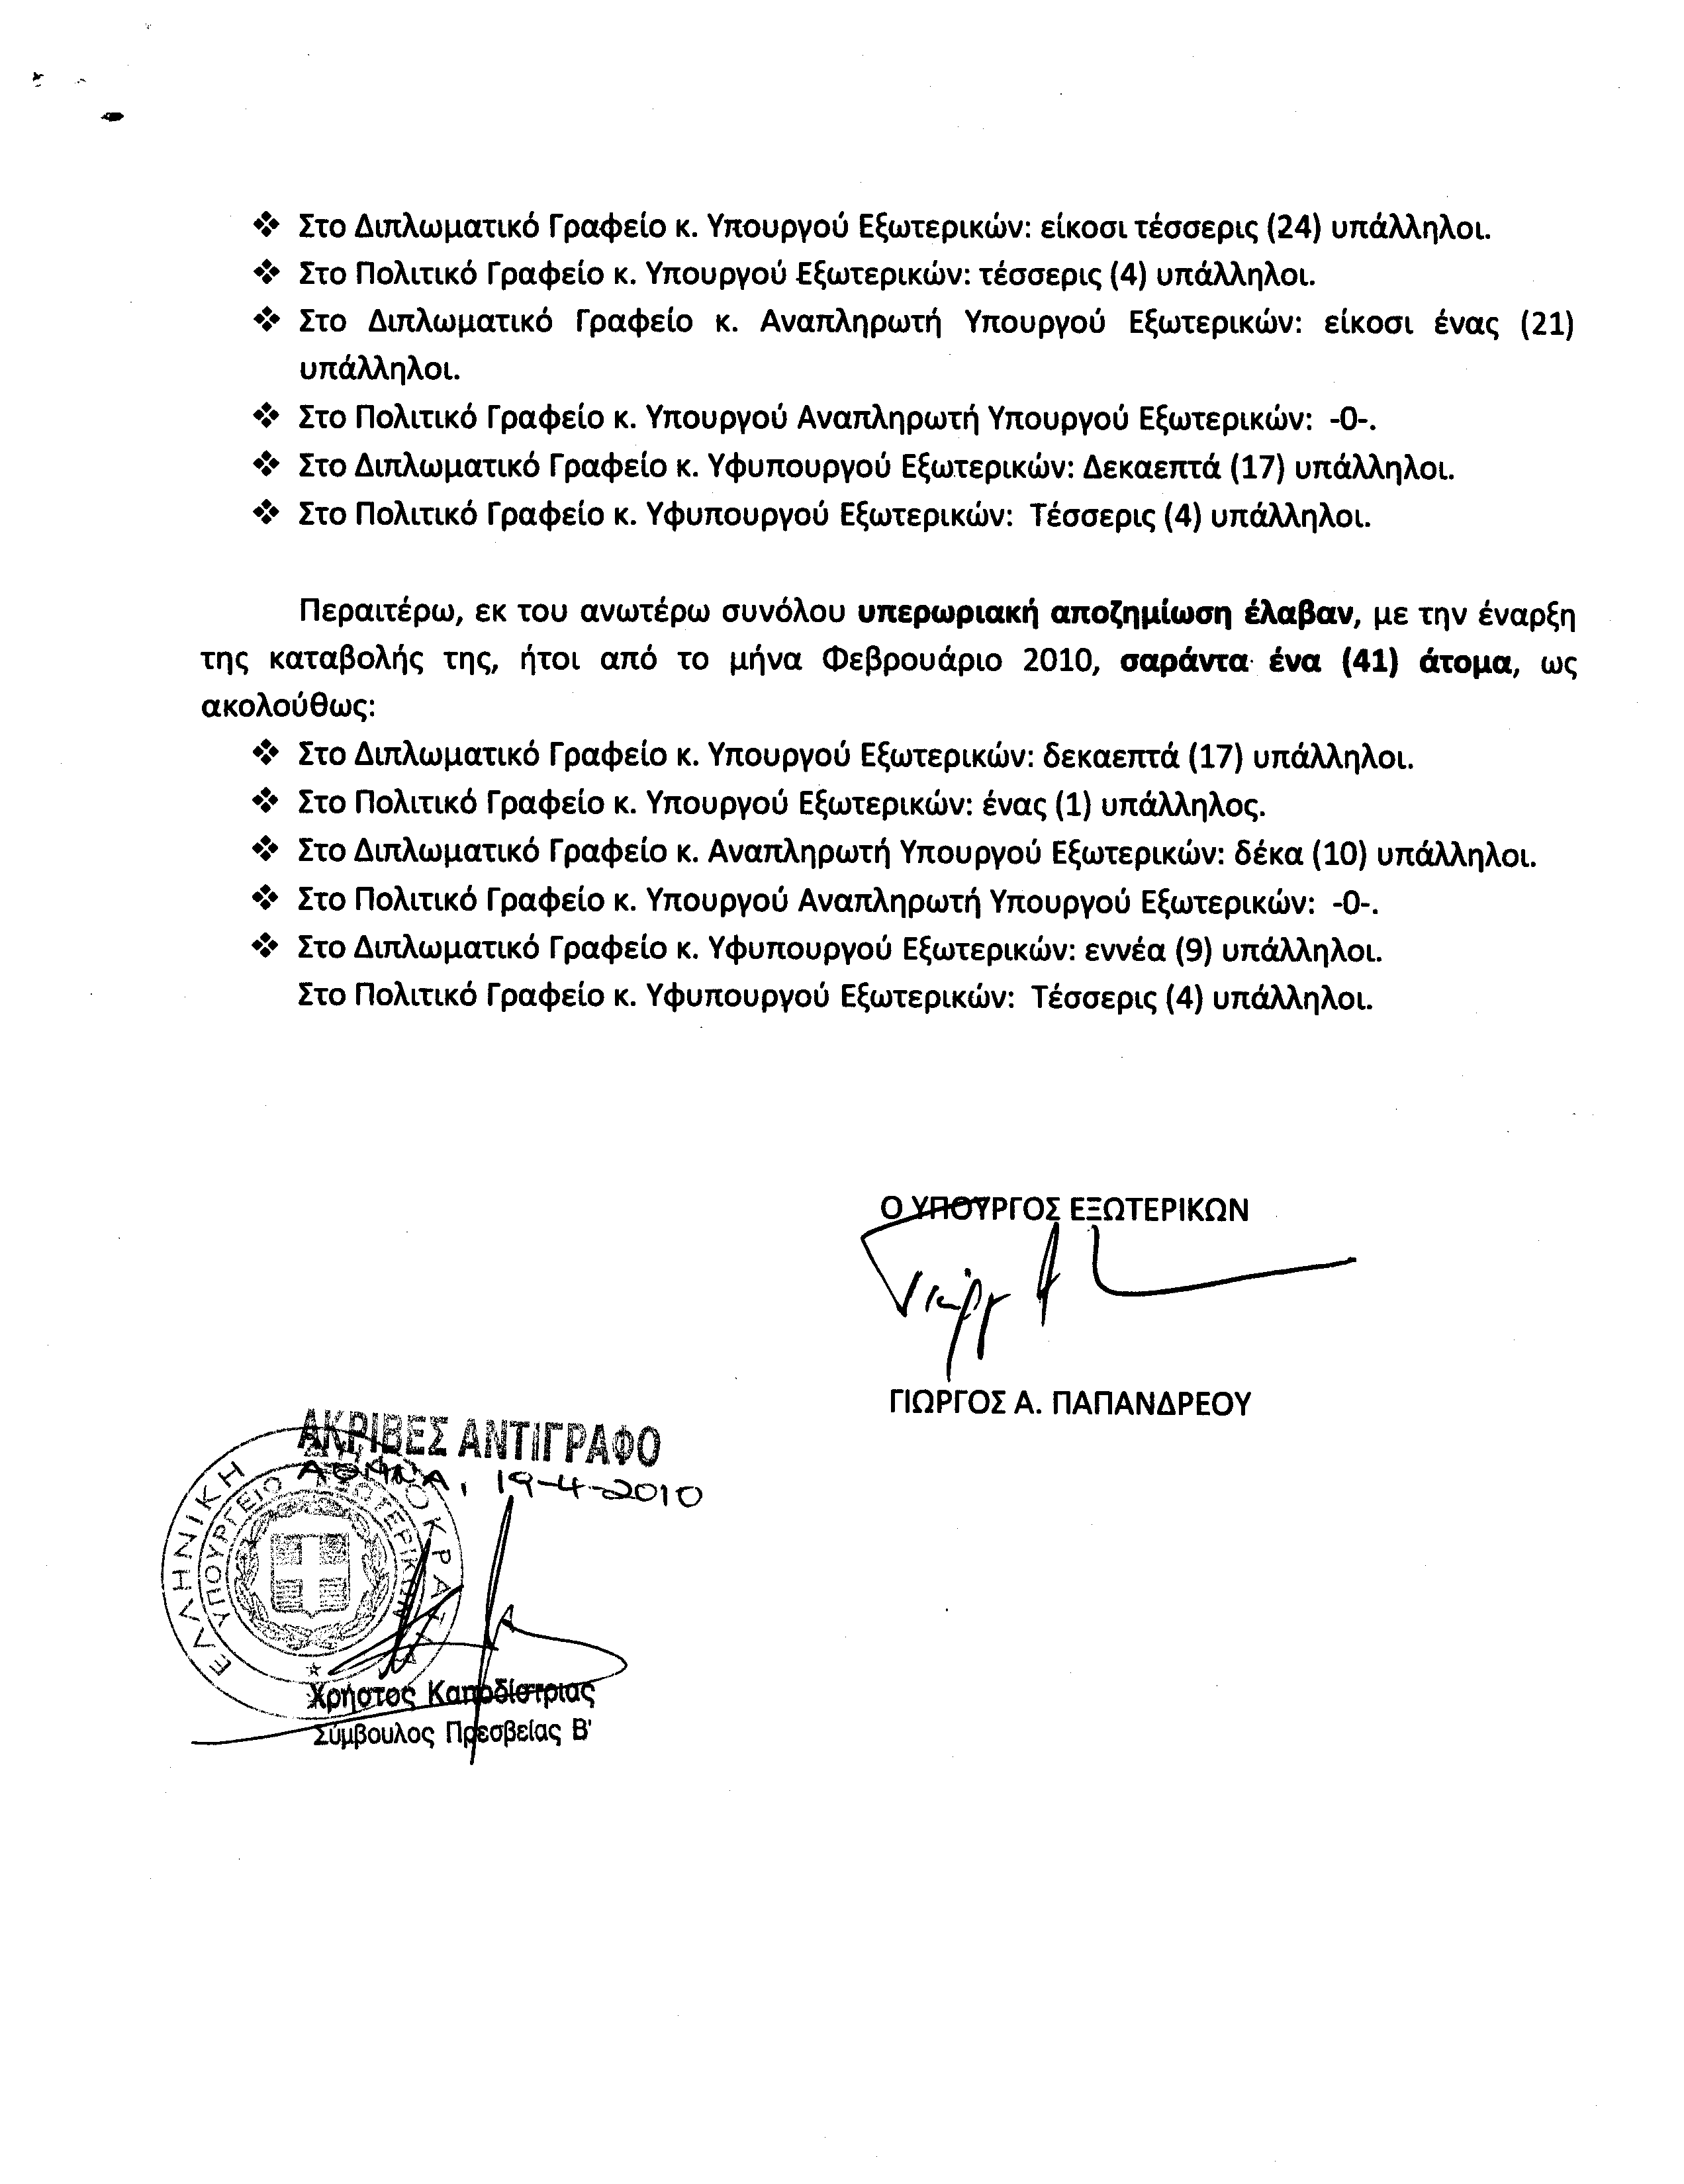 ❖ Στο Διπλωματικό Γραφείο κ. Υπουργού Εξωτερικών: είκοσι τέσσερις (24) υπάλληλοι.
❖ Στο Πολιτικό Γραφείο κ. Υπουργού Εξωτερικών: τέσσερις (4) υπάλληλοι.
❖ Στο Διπλωματικό Γραφείο κ. Αναπληρωτή Υπουργού Εξωτερικών: είκοσι ένας (21)
υπάλληλοι.
❖ Στο Πολιτικό Γραφείο κ. Υπουργού Αναπληρωτή Υπουργού Εξωτερικών: -0-.
❖ Στο Διπλωματικό Γραφείο κ. Υφυπουργού Εξωτερικών: Δεκαεπτά (17) υπάλληλοι.
❖ Στο Πολιτικό Γραφείο κ. Υφυπουργού Εξωτερικών: Τέσσερις (4) υπάλληλοι.
Περαιτέρω, εκ του ανωτέρω συνόλου υπερωριακή αποζημίωση έλαβαν, με την έναρξη
της καταβολής της, ήτοι από το μήνα Φεβρουάριο 2010, σαράντα ένα (41) άτομα, ως
ακολούθως:
❖ Στο Διπλωματικό Γραφείο κ. Υπουργού Εξωτερικών: δεκαεπτά (17) υπάλληλοι.
❖ Στο Πολιτικό Γραφείο κ. Υπουργού Εξωτερικών: ένας (1) υπάλληλος.
❖ Στο Διπλωματικό Γραφείο κ. Αναπληρωτή Υπουργού Εξωτερικών: δέκα (10) υπάλληλοι.
❖ Στο Πολιτικό Γραφείο κ. Υπουργού Αναπληρωτή Υπουργού Εξωτερικών: -0-.
❖ Στο Διπλωματικό Γραφείο κ. Υφυπουργού Εξωτερικών: εννέα (9) υπάλληλοι.
Στο Πολιτικό Γραφείο κ. Υφυπουργού Εξωτερικών: Τέσσερις (4) υπάλληλοι.
Ο ΥΠΟΥΡΓΟΣ ΕΞΩΤΕΡΙΚΩΝ
ΓΙΩΡΓΟΣ Α. ΠΑΠΑΝΔΡΕΟΥ
ΑΚΡΙΒΕΣ ΑΝΤΙΓΡΑΦΟ
ΑΘΗΝΑ, 19-4-2010
ΕΛΛΗΝΙΚΗ ΔΗΜΟΚΡΑΤΙΑ
ΥΠΟΥΡΓΕΙΟ ΕΞΩΤΕΡΙΚΩΝ
Χρήστος Καποδίστριας
Σύμβουλος Πρεσβείας Β'